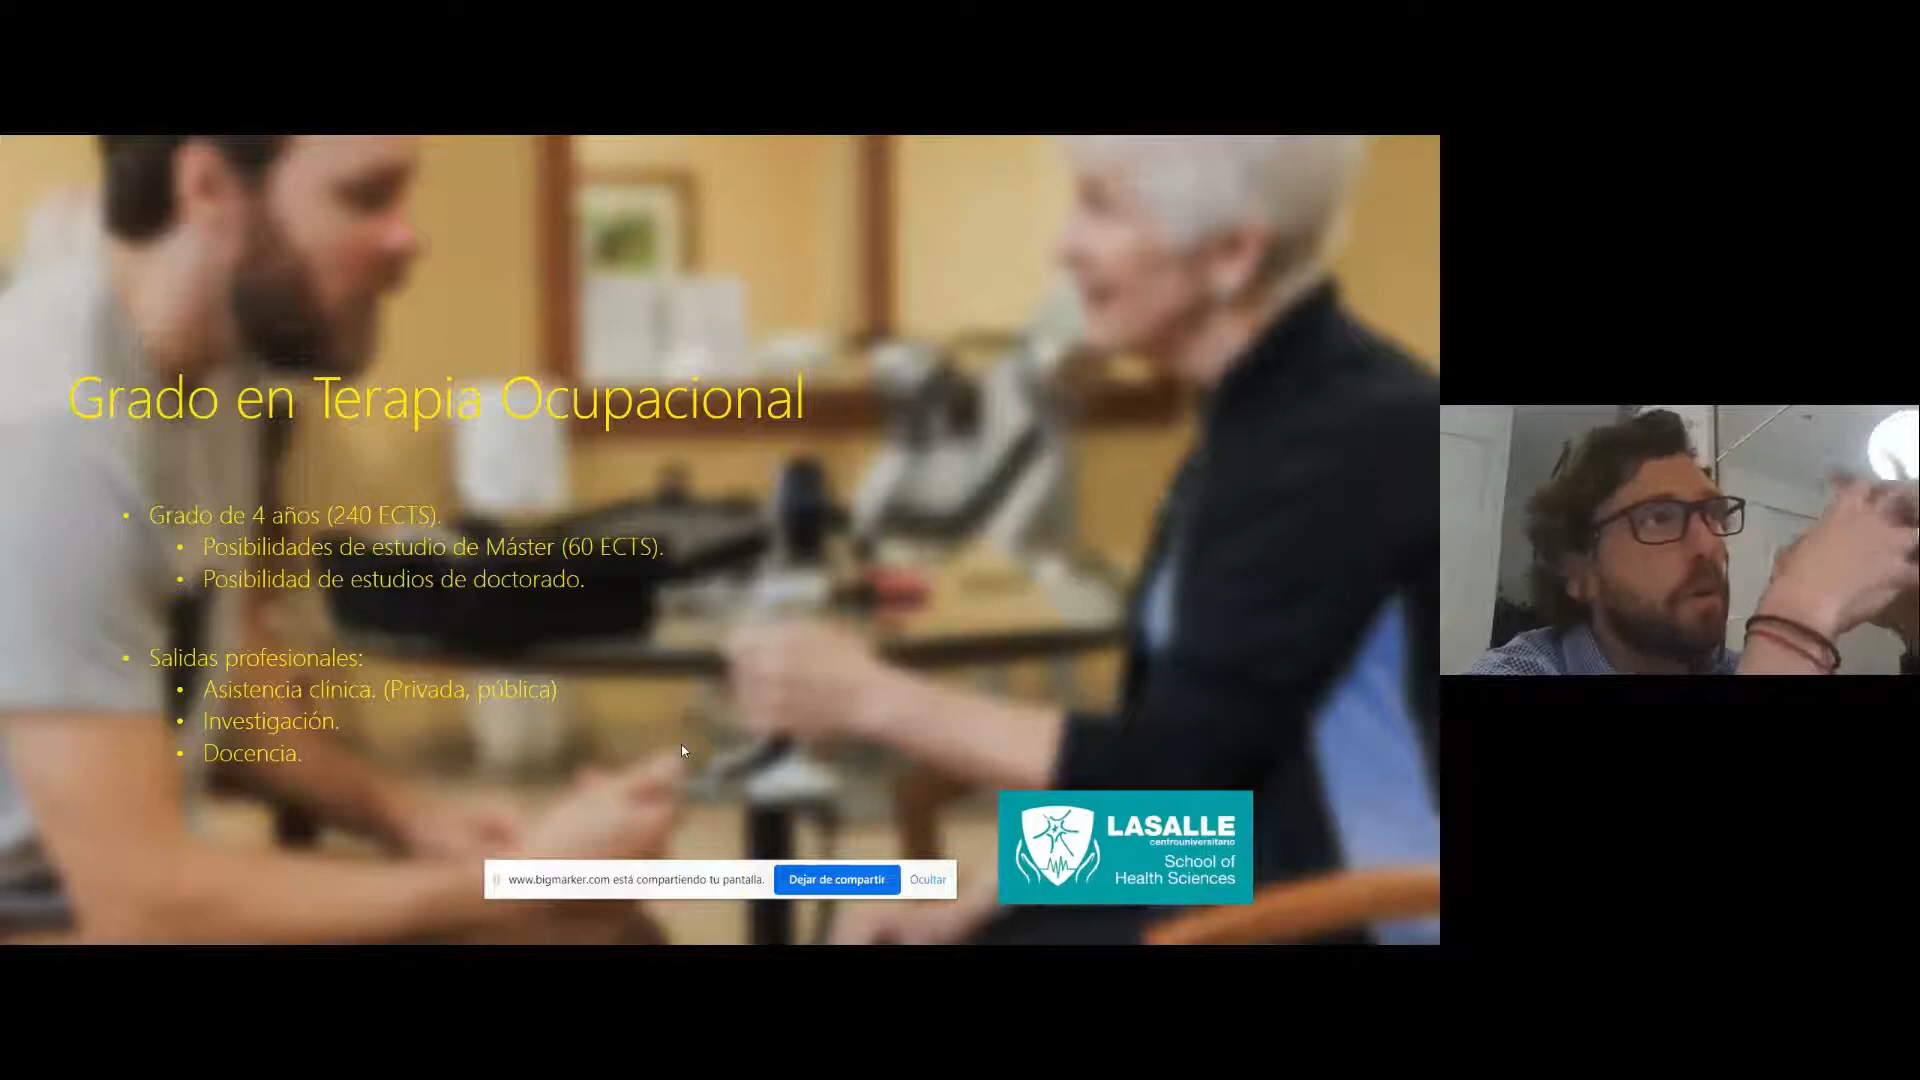 Grado en Terapia Ocupacional
Grado de 4 años (240 ECTS).
Posibilidades de estudio de Máster (60 ECTS).
Posibilidad de estudios de doctorado.
Salidas profesionales:
Asistencia clínica. (Privada, pública)
Investigación.
Docencia.
www.bigmarker.com está compartiendo tu pantalla. Dejar de compartir Ocultar
LASALLE
centrouniversitario
School of
Health Sciences